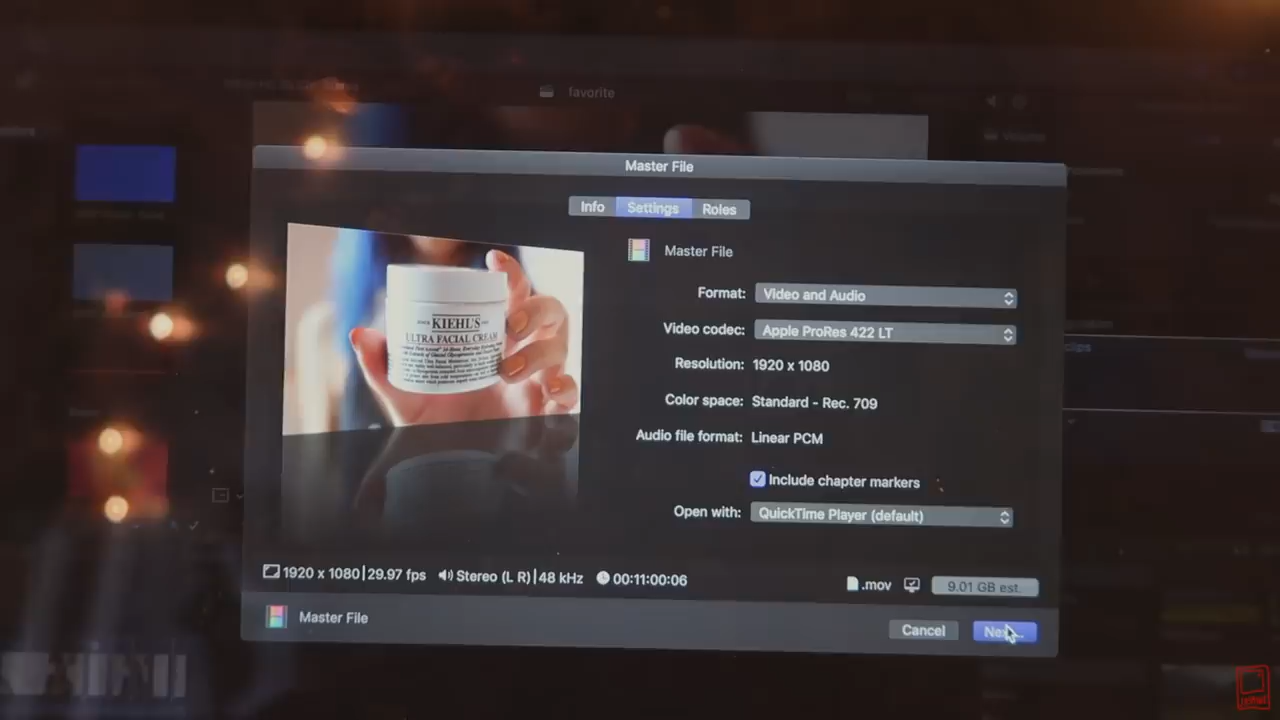 favorite
Master File
Info
Settings
Roles
Master File
Format: Video and Audio
Video codec: Apple ProRes 422 LT
Resolution: 1920 x 1080
Color space: Standard - Rec. 709
Audio file format: Linear PCM
Include chapter markers
Open with: QuickTime Player (default)
KIEHL'S
ULTRA FACIAL CREAM
1920 x 1080 | 29.97 fps
Stereo (L R) | 48 kHz
00:11:00:06
.mov
9.01 GB est.
Master File
Cancel